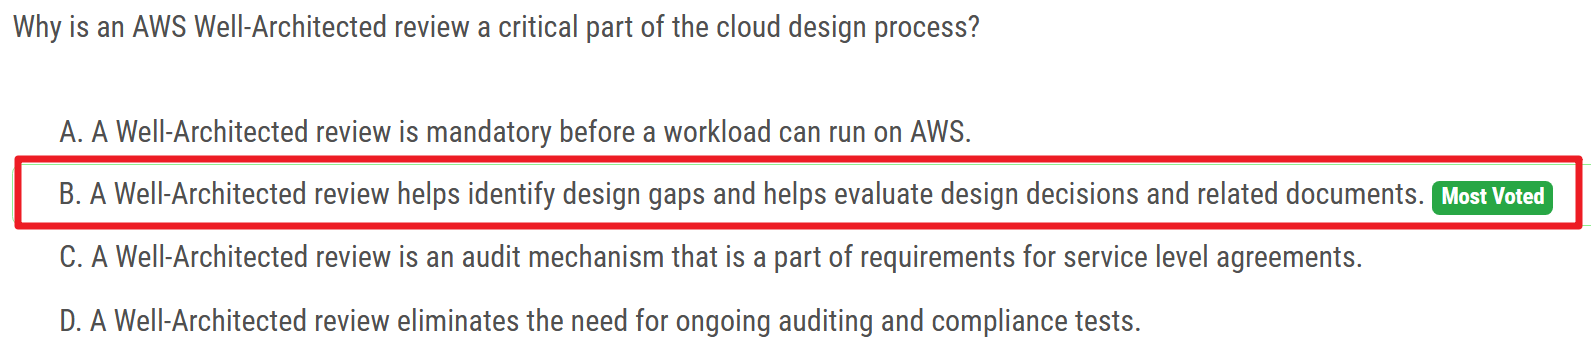 Why is an AWS Well-Architected review a critical part of the cloud design process?
A. A Well-Architected review is mandatory before a workload can run on AWS.
B. A Well-Architected review helps identify design gaps and helps evaluate design decisions and related documents. Most Voted
C. A Well-Architected review is an audit mechanism that is a part of requirements for service level agreements.
D. A Well-Architected review eliminates the need for ongoing auditing and compliance tests.